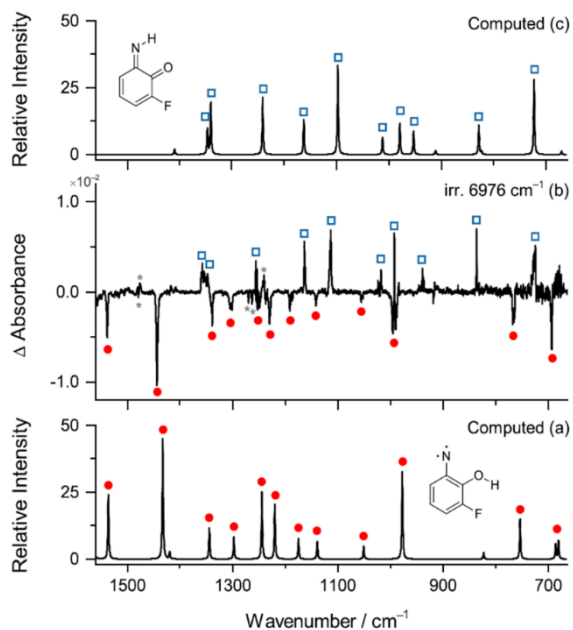 Computed (c)
50
25
0
Relative Intensity
H
N
O
F
×10⁻²
irr. 6976 cm⁻¹ (b)
1.0
0.0
-1.0
Δ Absorbance
*
*
*
*
*
Computed (a)
50
25
0
Relative Intensity
·N·
O
H
F
1500 1300 1100 900 700
Wavenumber / cm⁻¹